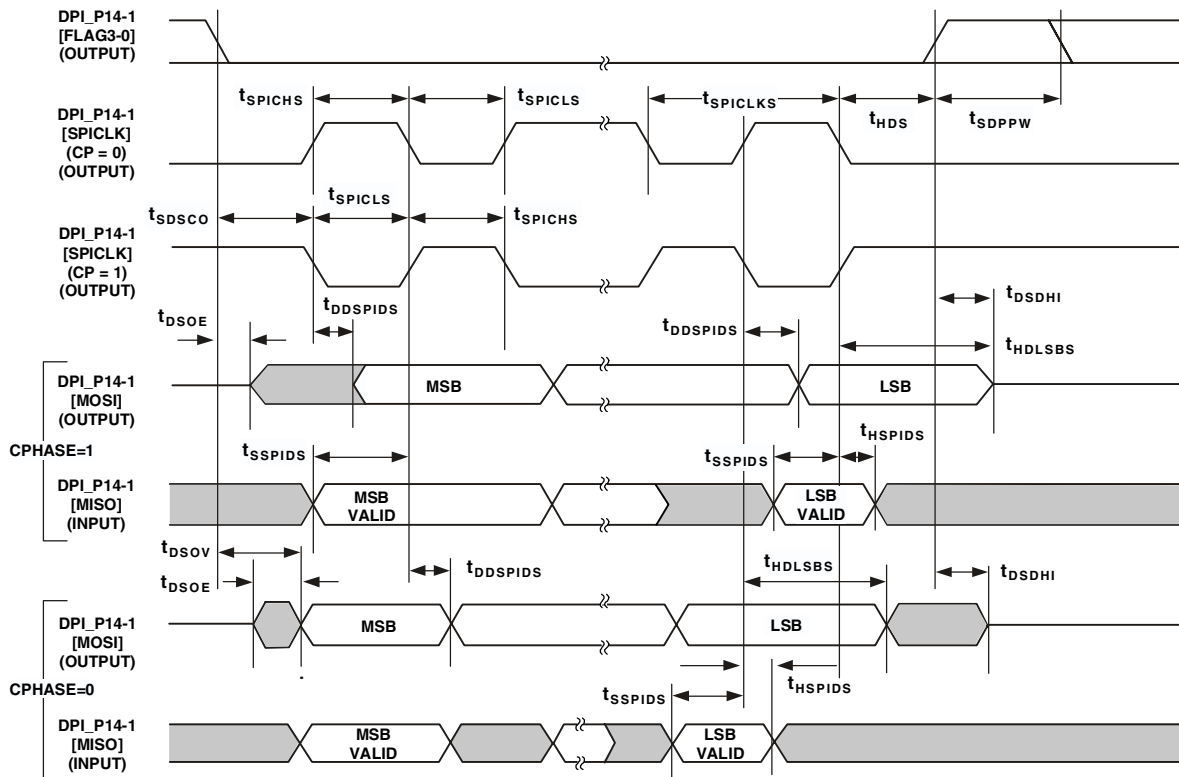 DPI_P14-1
[FLAG3-0]
(OUTPUT)
tSPICHS
tSPICLS
tSPICLKS
tHDS
tSDPPW
DPI_P14-1
[SPICLK]
(CP = 0)
(OUTPUT)
tSPICLS
tSDSCO
tSPICHS
DPI_P14-1
[SPICLK]
(CP = 1)
(OUTPUT)
tDSOE
tDDSPIDS
tDDSPIDS
tDSDHI
tHDLSBS
DPI_P14-1
[MOSI]
(OUTPUT)
MSB
LSB
CPHASE=1
tSSPIDS
tSSPIDS
tHSPIDS
DPI_P14-1
[MISO]
(INPUT)
MSB
VALID
LSB
VALID
tDSOV
tDSOE
tDDSPIDS
tHDLSBS
tDSDHI
DPI_P14-1
[MOSI]
(OUTPUT)
MSB
LSB
CPHASE=0
tSSPIDS
tHSPIDS
DPI_P14-1
[MISO]
(INPUT)
MSB
VALID
LSB
VALID